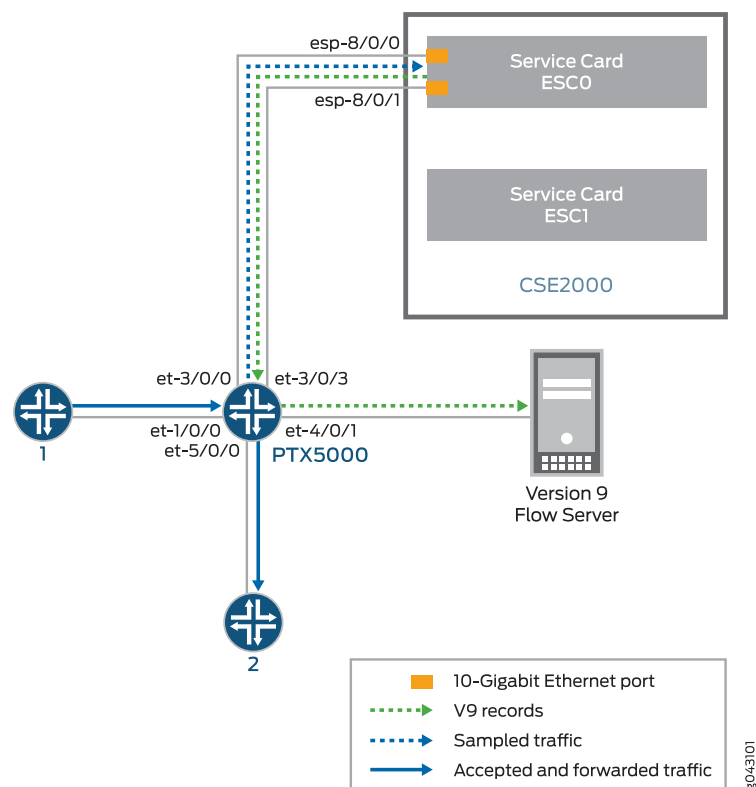 esp-8/0/0
Service Card
ESC0
esp-8/0/1
Service Card
ESC1
CSE2000
et-3/0/0
et-3/0/3
et-1/0/0
et-4/0/1
et-5/0/0
PTX5000
1
Version 9
Flow Server
2
10-Gigabit Ethernet port
V9 records
Sampled traffic
Accepted and forwarded traffic
g043101